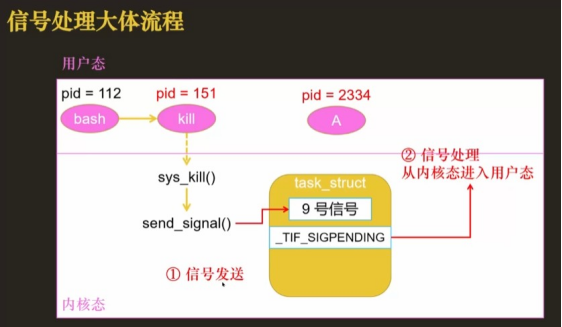 信号处理大体流程
用户态
pid = 112
pid = 151
pid = 2334
bash
kill
A
② 信号处理
从内核态进入用户态
sys_kill()
task_struct
9 号信号
send_signal()
_TIF_SIGPENDING
① 信号发送
内核态